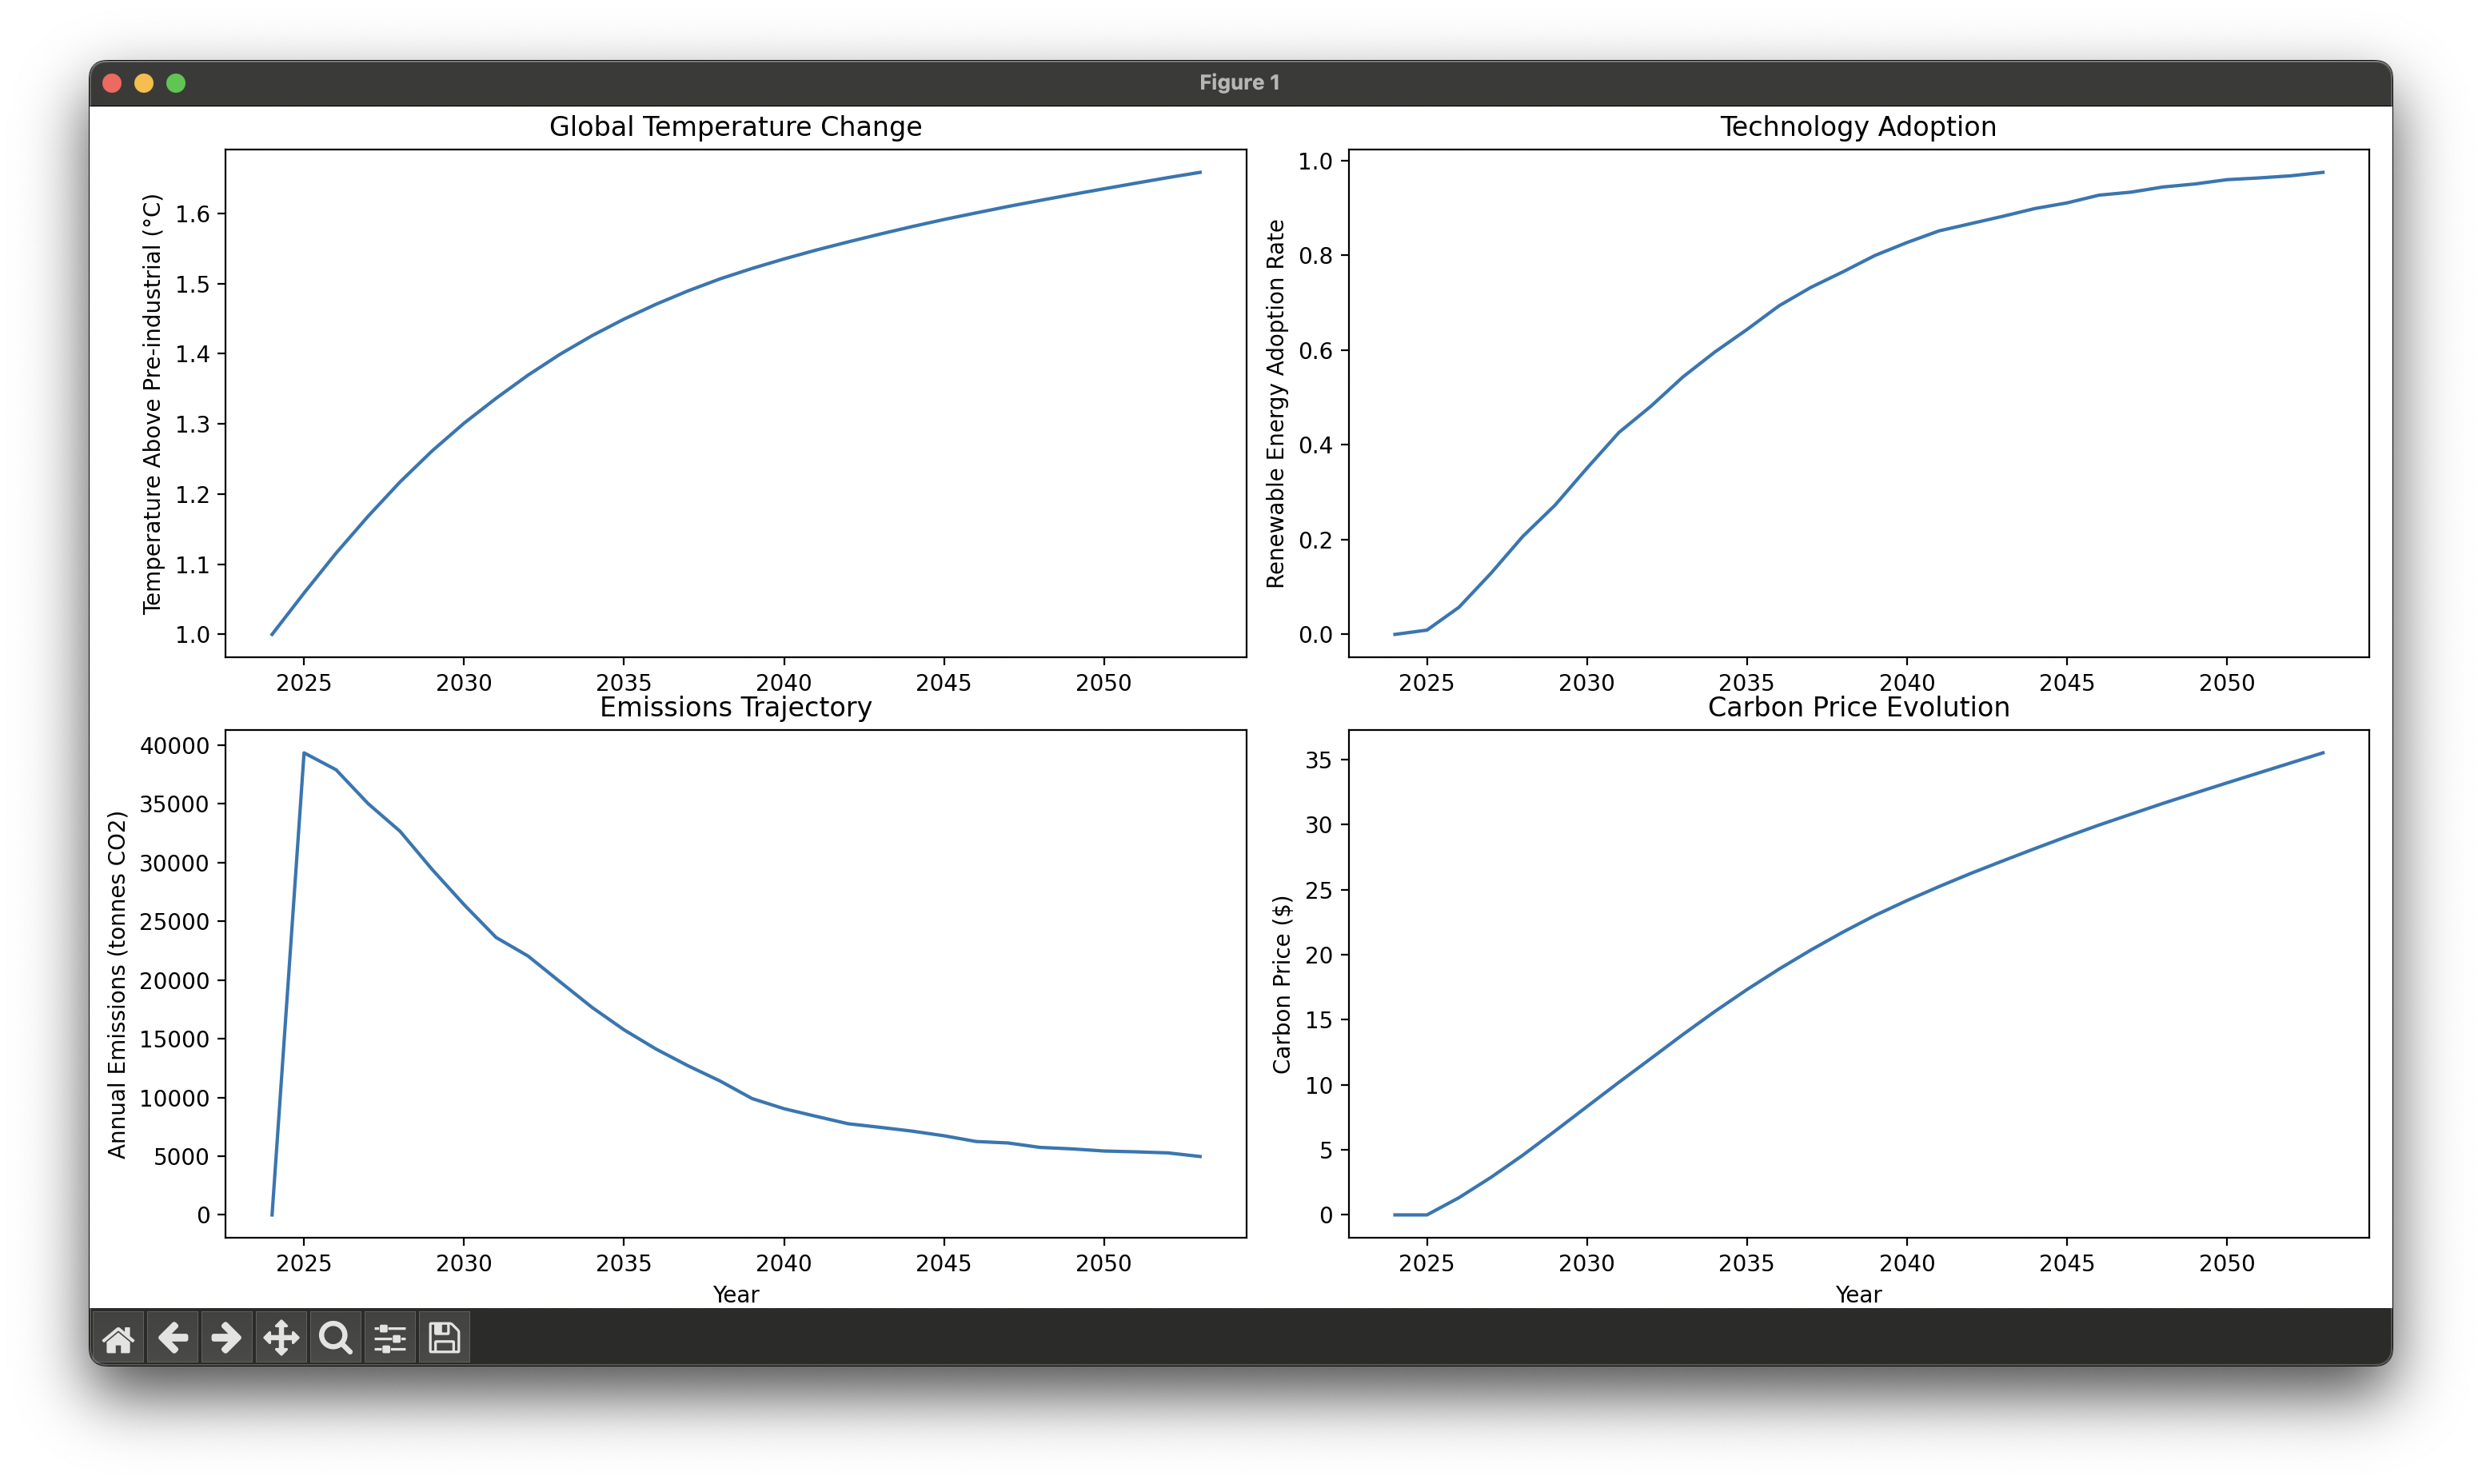 Figure 1
Global Temperature Change
Temperature Above Pre-industrial (°C)
1.6
1.5
1.4
1.3
1.2
1.1
1.0
2025 2030 2035 2040 2045 2050
Technology Adoption
Renewable Energy Adoption Rate
1.0
0.8
0.6
0.4
0.2
0.0
2025 2030 2035 2040 2045 2050
Emissions Trajectory
Annual Emissions (tonnes CO2)
40000
35000
30000
25000
20000
15000
10000
5000
0
2025 2030 2035 2040 2045 2050
Year
Carbon Price Evolution
Carbon Price ($)
35
30
25
20
15
10
5
0
2025 2030 2035 2040 2045 2050
Year